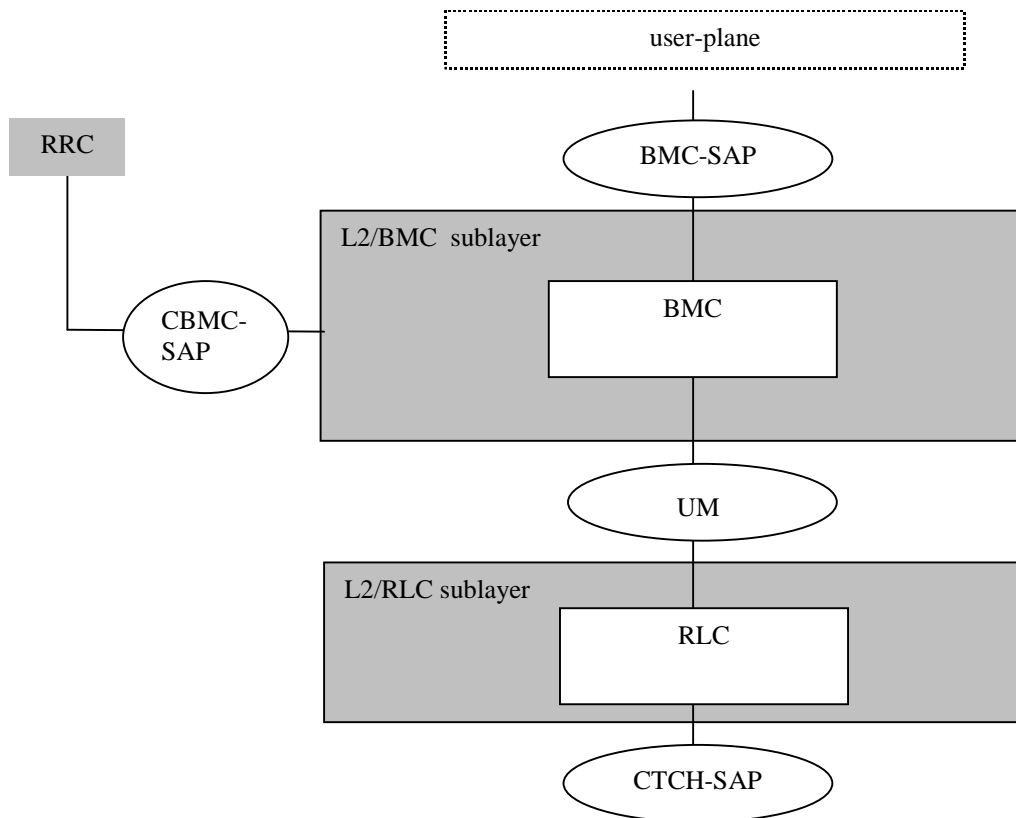 user-plane
RRC
BMC-SAP
L2/BMC sublayer
BMC
CBMC-
SAP
UM
L2/RLC sublayer
RLC
CTCH-SAP